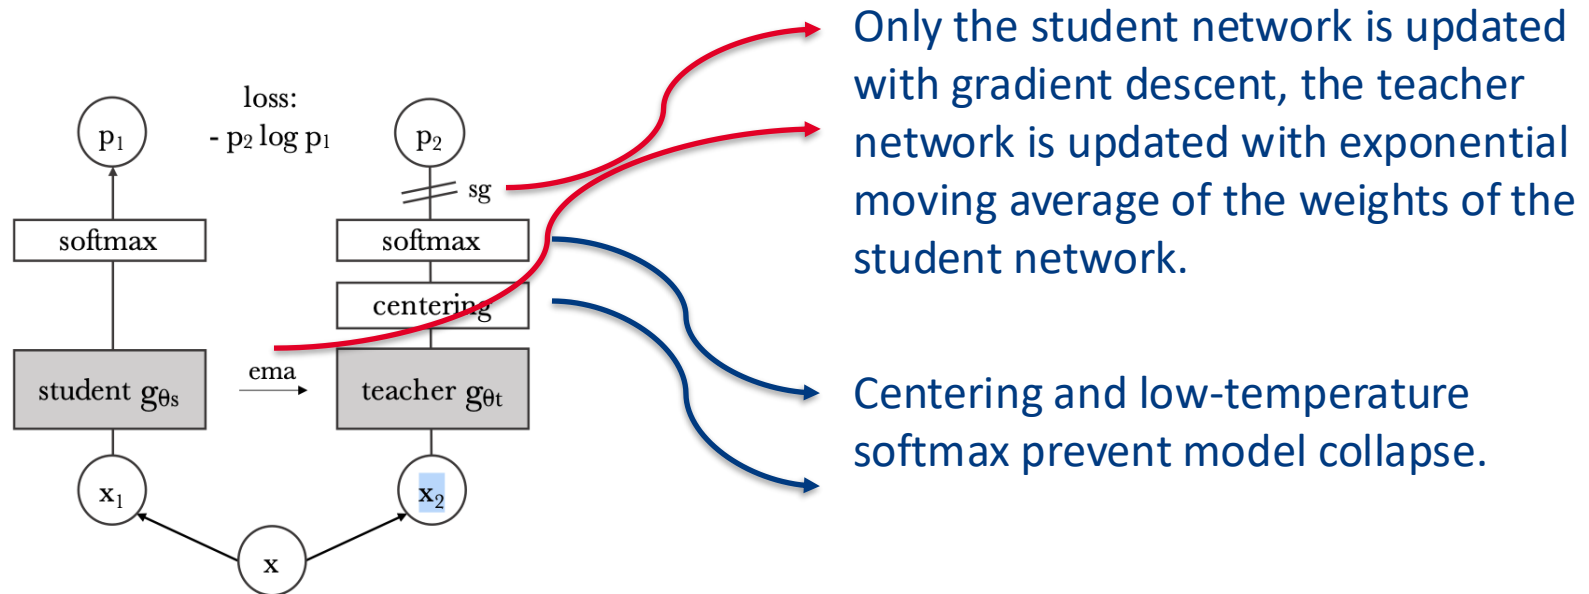 loss:
- p₂ log p₁
p₁
p₂
sg
softmax
softmax
centering
student gθs
ema
teacher gθt
x₁
x₂
x
Only the student network is updated
with gradient descent, the teacher
network is updated with exponential
moving average of the weights of the
student network.
Centering and low-temperature
softmax prevent model collapse.